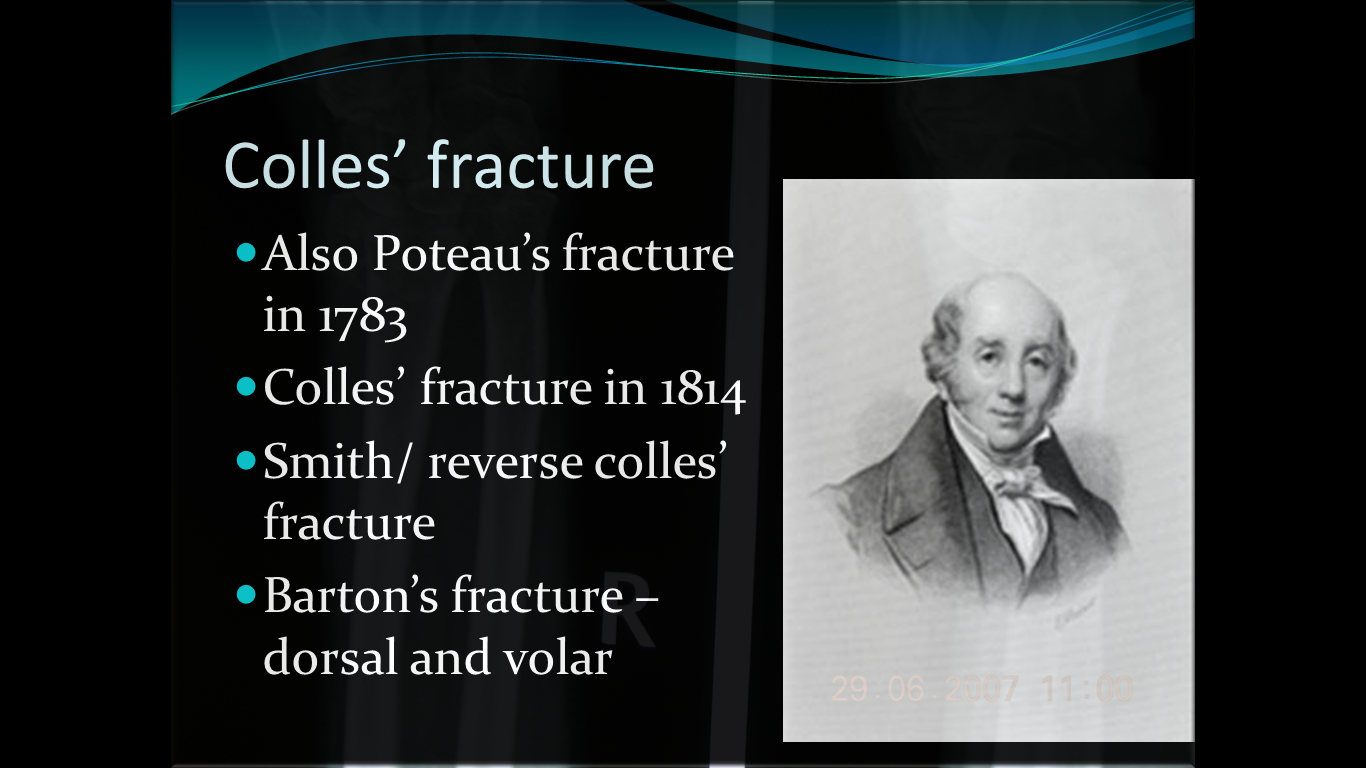 Colles’ fracture
Also Poteau’s fracture
in 1783
Colles’ fracture in 1814
Smith/ reverse colles’
fracture
Barton’s fracture –
dorsal and volar
R
29.06.2007 11:00